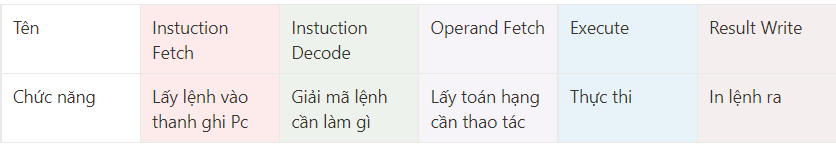 Tên
Instuction
Fetch
Instuction
Decode
Operand Fetch
Execute
Result Write
Chức năng
Lấy lệnh vào
thanh ghi Pc
Giải mã lệnh
cần làm gì
Lấy toán hạng
cần thao tác
Thực thi
In lệnh ra